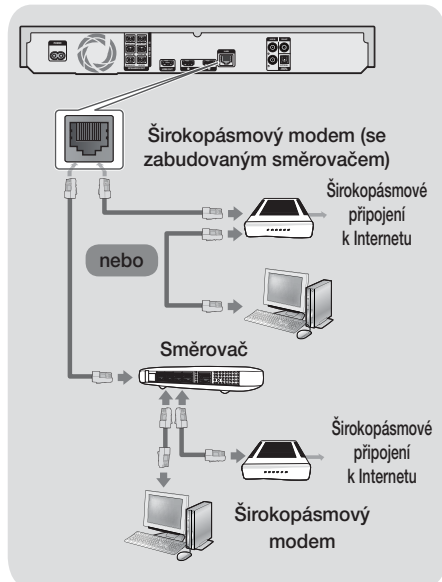 Širokopásmový modem (se
zabudovaným směrovačem)
Širokopásmové
připojení
k Internetu
nebo
Směrovač
Širokopásmové
připojení
k Internetu
Širokopásmový
modem